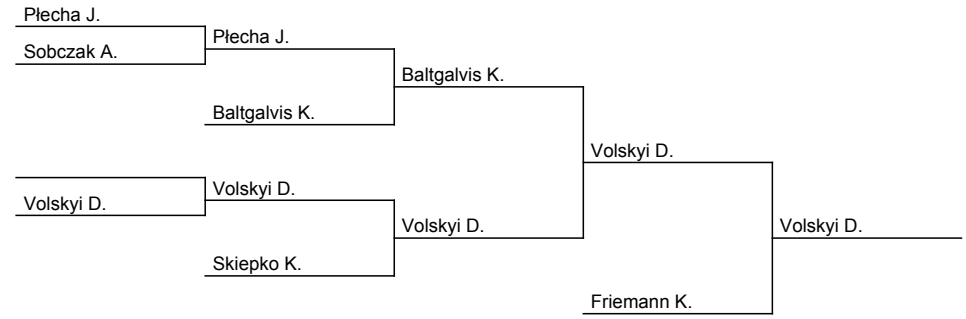 Płecha J.
Sobczak A.
Płecha J.
Baltgalvis K.
Baltgalvis K.
Volskyi D.
Volskyi D.
Skiepko K.
Volskyi D.
Volskyi D.
Friemann K.
Volskyi D.